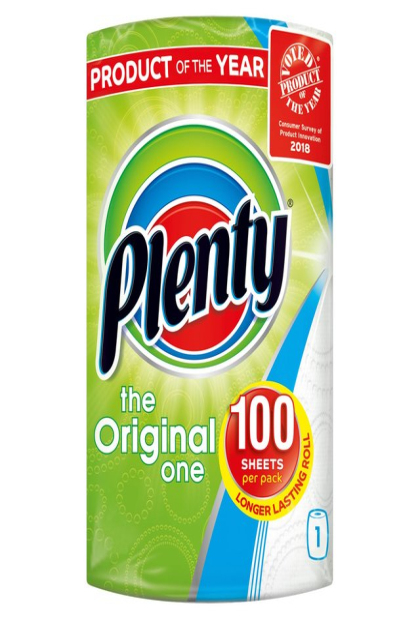 PRODUCT OF THE YEAR
VOTED
PRODUCT
OF
THE YEAR
Consumer Survey of
Product Innovation
2018
Plenty®
the
Original
one
100
SHEETS
per pack
LONGER LASTING ROLL
1